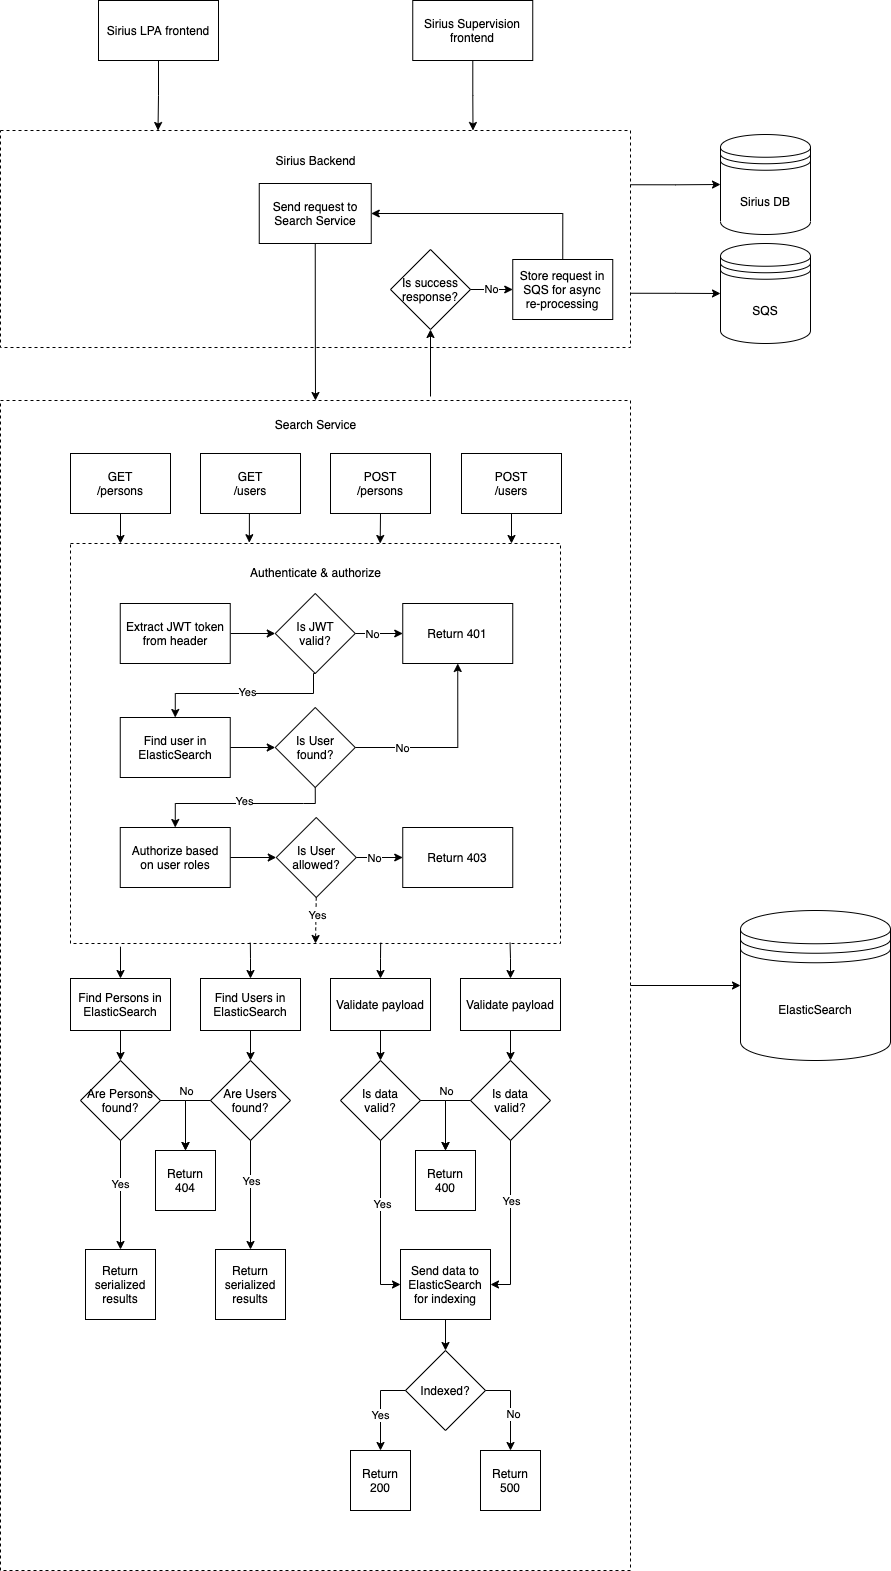 Sirius LPA frontend
Sirius Supervision
frontend
Sirius Backend
Send request to
Search Service
Is success
response?
No
Store request in
SQS for async
re-processing
Sirius DB
SQS
Search Service
GET
/persons
GET
/users
POST
/persons
POST
/users
Authenticate & authorize
Extract JWT token
from header
Is JWT
valid?
No
Return 401
Yes
Find user in
ElasticSearch
Is User
found?
No
Yes
Authorize based
on user roles
Is User
allowed?
No
Return 403
Yes
Find Persons in
ElasticSearch
Find Users in
ElasticSearch
Validate payload
Validate payload
ElasticSearch
Are Persons
found?
No
Are Users
found?
Is data
valid?
No
Is data
valid?
Return
404
Return
400
Yes
Yes
Yes
Yes
Return
serialized
results
Return
serialized
results
Send data to
ElasticSearch
for indexing
Indexed?
Yes
No
Return
200
Return
500